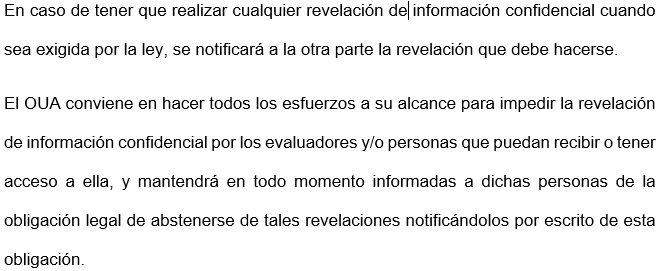 En caso de tener que realizar cualquier revelación de información confidencial cuando
sea exigida por la ley, se notificará a la otra parte la revelación que debe hacerse.
El OUA conviene en hacer todos los esfuerzos a su alcance para impedir la revelación
de información confidencial por los evaluadores y/o personas que puedan recibir o tener
acceso a ella, y mantendrá en todo momento informadas a dichas personas de la
obligación legal de abstenerse de tales revelaciones notificándolos por escrito de esta
obligación.